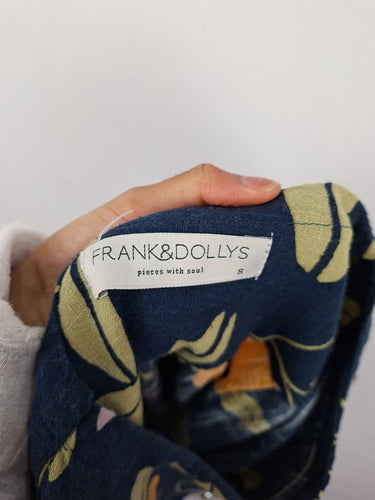 FRANK&DOLLYS
pieces with soul
S